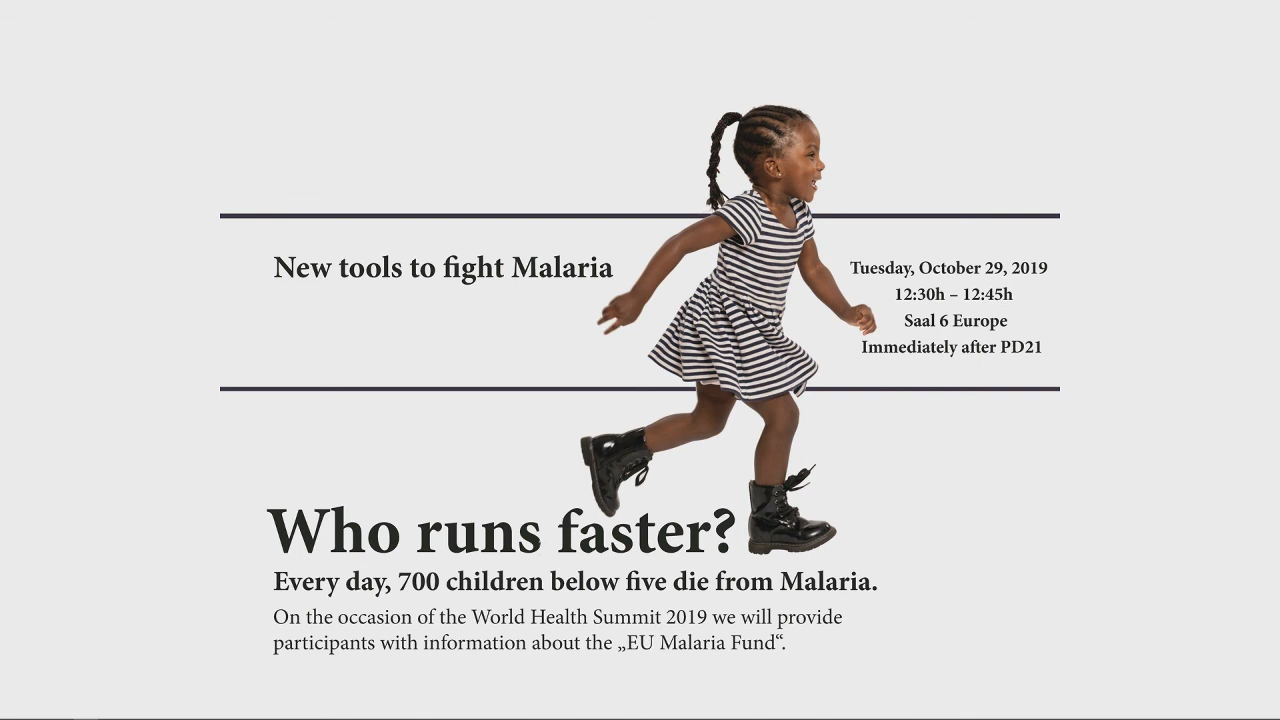 New tools to fight Malaria
Tuesday, October 29, 2019
12:30h – 12:45h
Saal 6 Europe
Immediately after PD21
Who runs faster?
Every day, 700 children below five die from Malaria.
On the occasion of the World Health Summit 2019 we will provide
participants with information about the „EU Malaria Fund“.